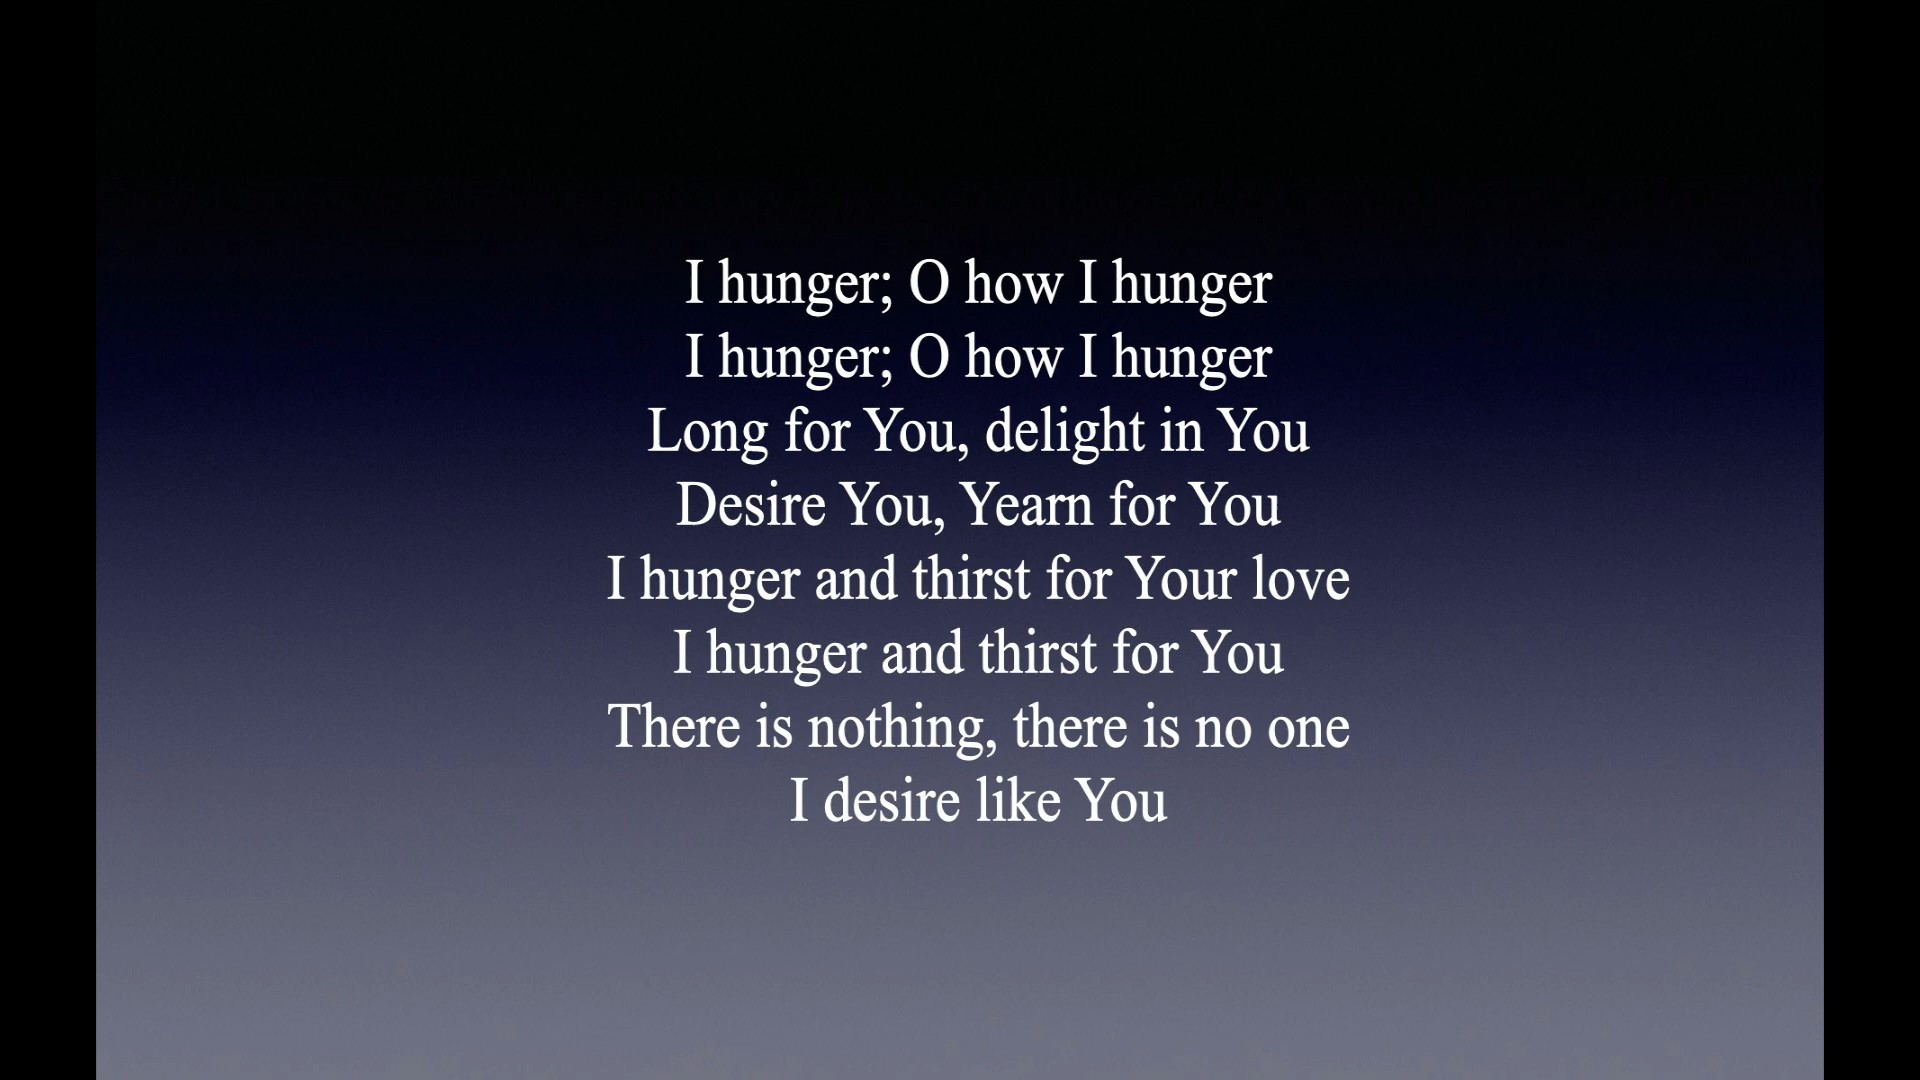 I hunger; O how I hunger
I hunger; O how I hunger
Long for You, delight in You
Desire You, Yearn for You
I hunger and thirst for Your love
I hunger and thirst for You
There is nothing, there is no one
I desire like You